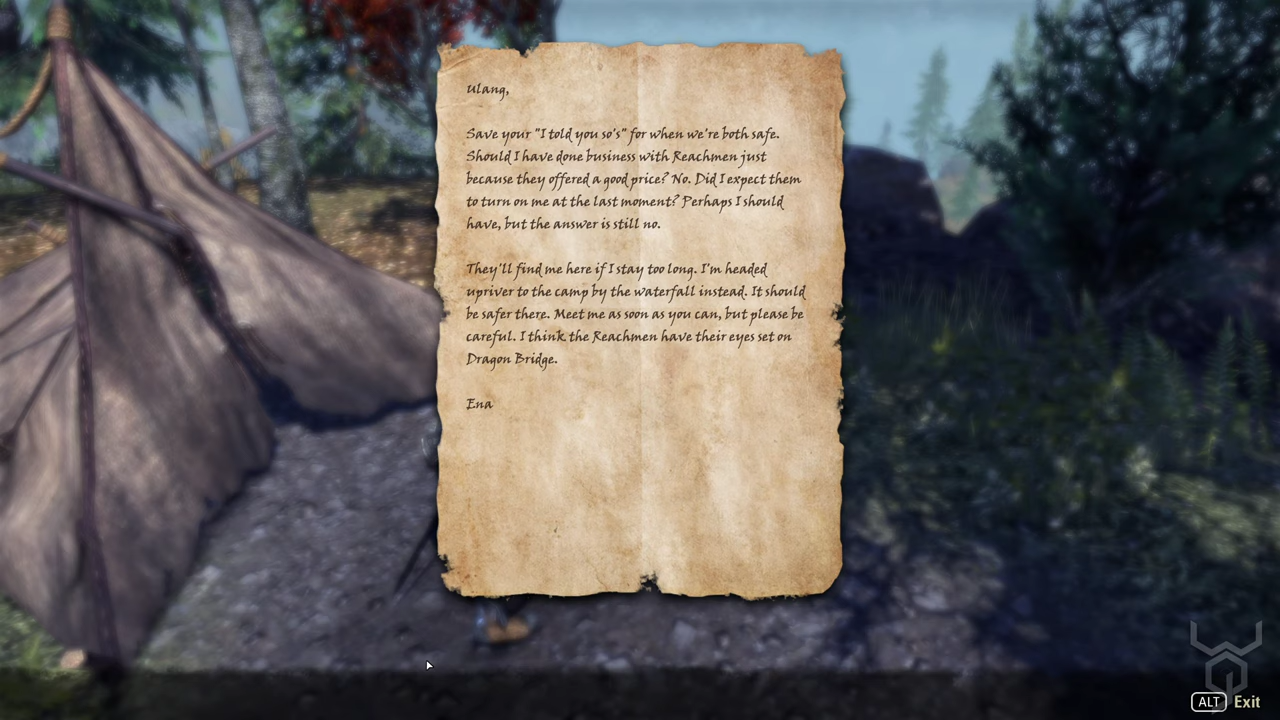 Ulang,
Save your "I told you so's" for when we're both safe.
Should I have done business with Reachmen just
because they offered a good price? No. Did I expect them
to turn on me at the last moment? Perhaps I should
have, but the answer is still no.
They'll find me here if I stay too long. I'm headed
upriver to the camp by the waterfall instead. It should
be safer there. Meet me as soon as you can, but please be
careful. I think the Reachmen have their eyes set on
Dragon Bridge.
Ena
ALT Exit